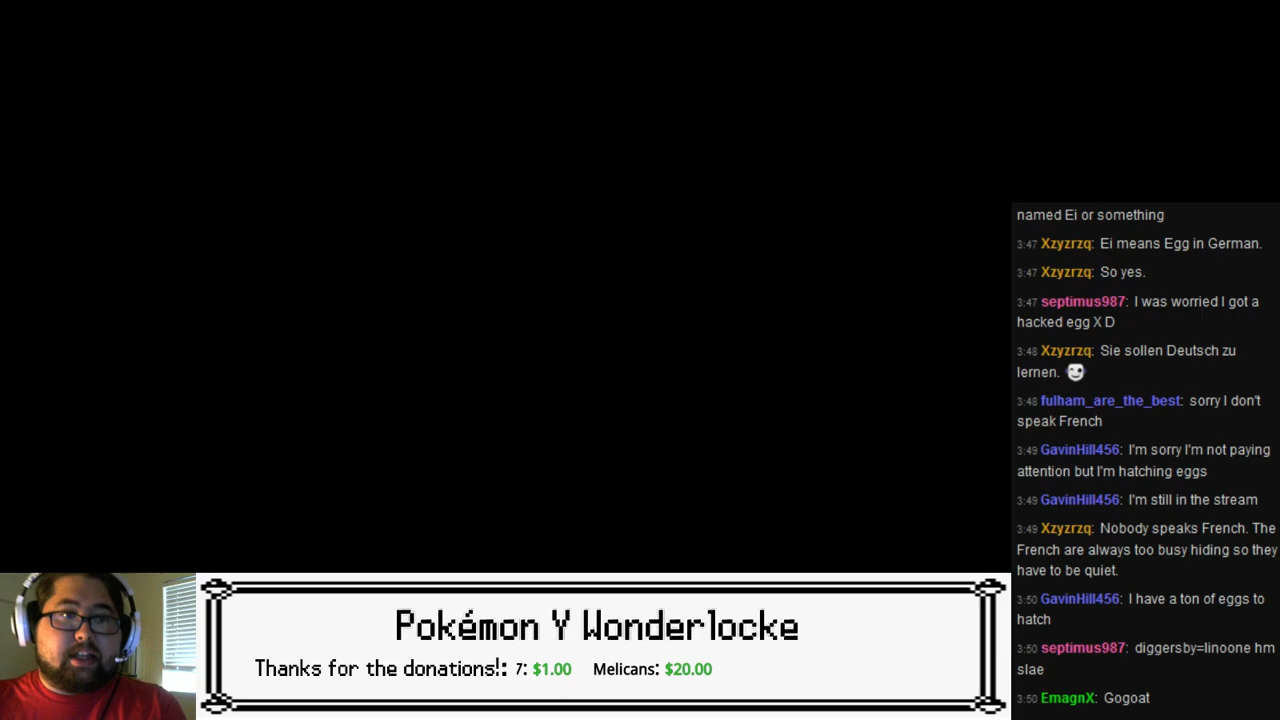 named Ei or something
3:47 Xzyzrzq: Ei means Egg in German.
3:47 Xzyzrzq: So yes.
3:47 septimus987: I was worried I got a
hacked egg X D
3:48 Xzyzrzq: Sie sollen Deutsch zu
lernen.
3:48 fulham_are_the_best: sorry I don't
speak French
3:49 GavinHill456: I'm sorry I'm not paying
attention but I'm hatching eggs
3:49 GavinHill456: I'm still in the stream
3:49 Xzyzrzq: Nobody speaks French. The
French are always too busy hiding so they
have to be quiet.
3:50 GavinHill456: I have a ton of eggs to
hatch
3:50 septimus987: diggersby=linoone hm
slae
3:50 EmagnX: Gogoat
Pokémon Y Wonderlocke
Thanks for the donations!: 7: $1.00 Melicans: $20.00